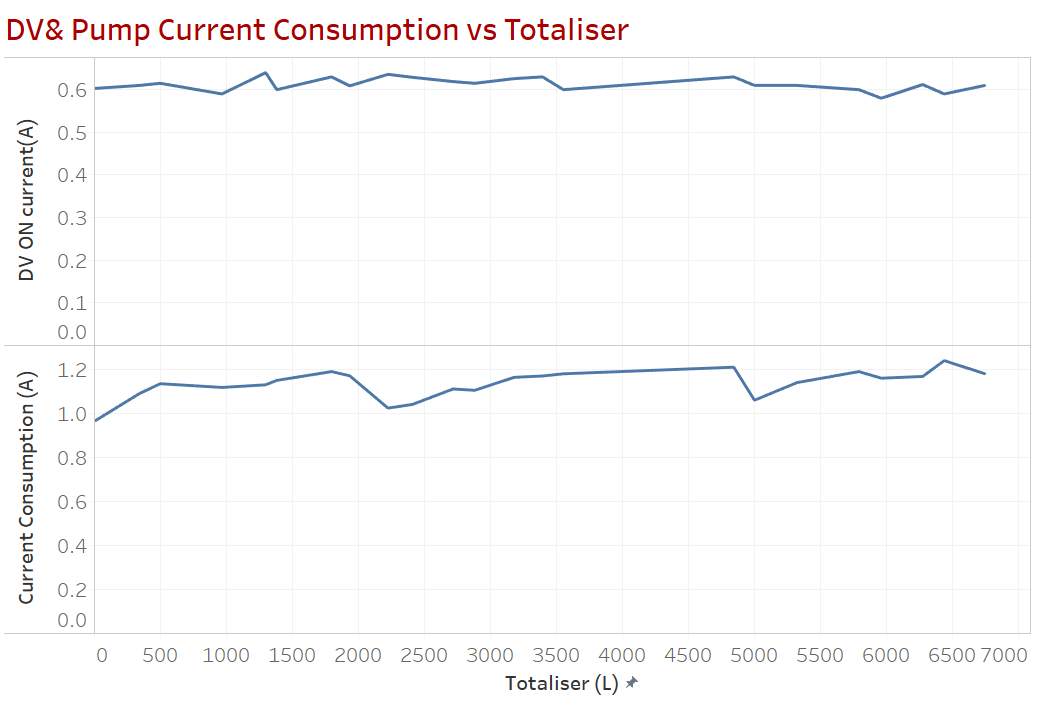 DV& Pump Current Consumption vs Totaliser
DV ON current(A)
0.6
0.5
0.4
0.3
0.2
0.1
0.0
Current Consumption (A)
1.2
1.0
0.8
0.6
0.4
0.2
0.0
0 500 1000 1500 2000 2500 3000 3500 4000 4500 5000 5500 6000 6500 7000
Totaliser (L)